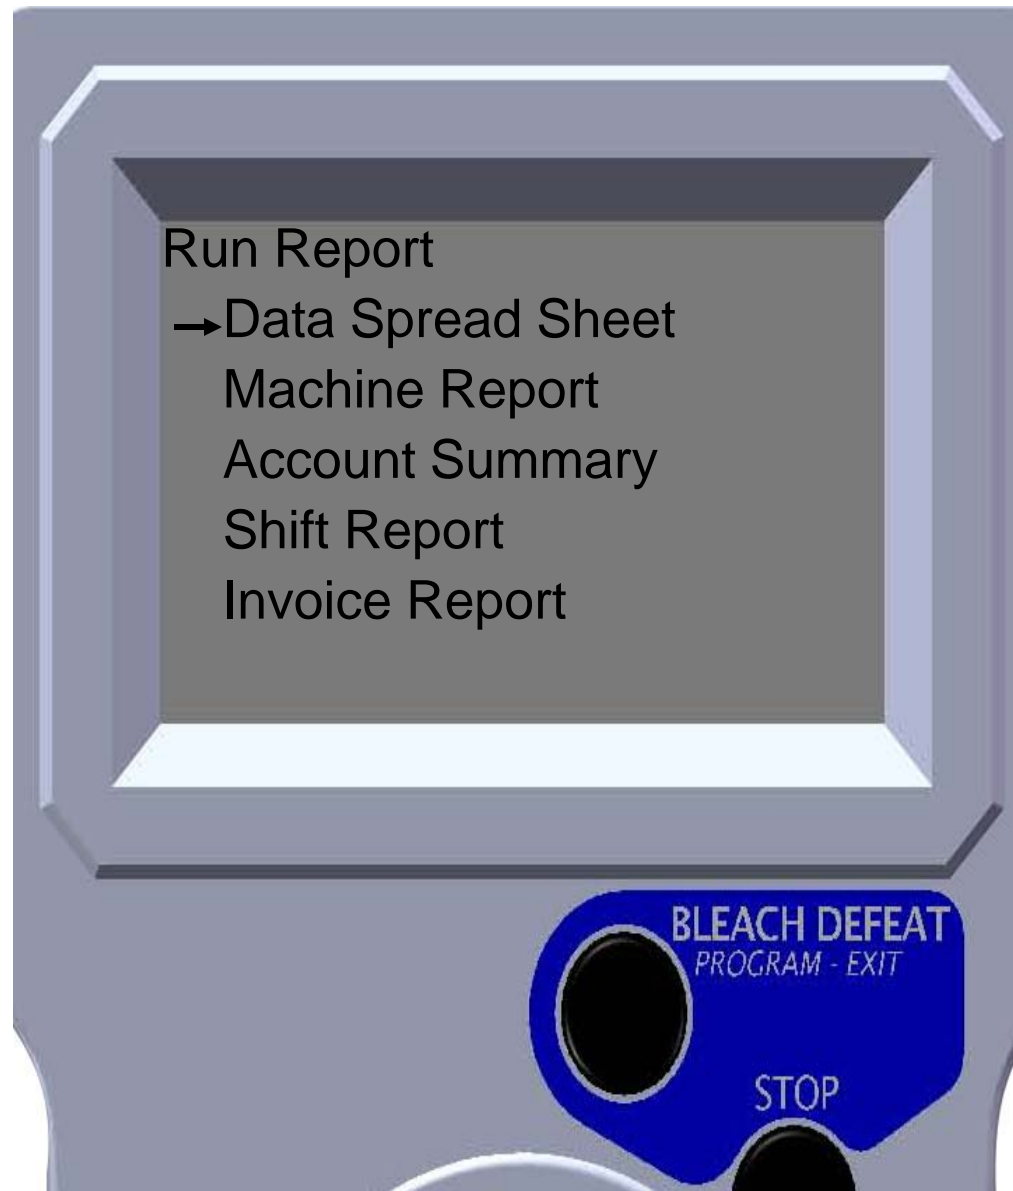 Run Report
→Data Spread Sheet
Machine Report
Account Summary
Shift Report
Invoice Report
BLEACH DEFEAT
PROGRAM - EXIT
STOP